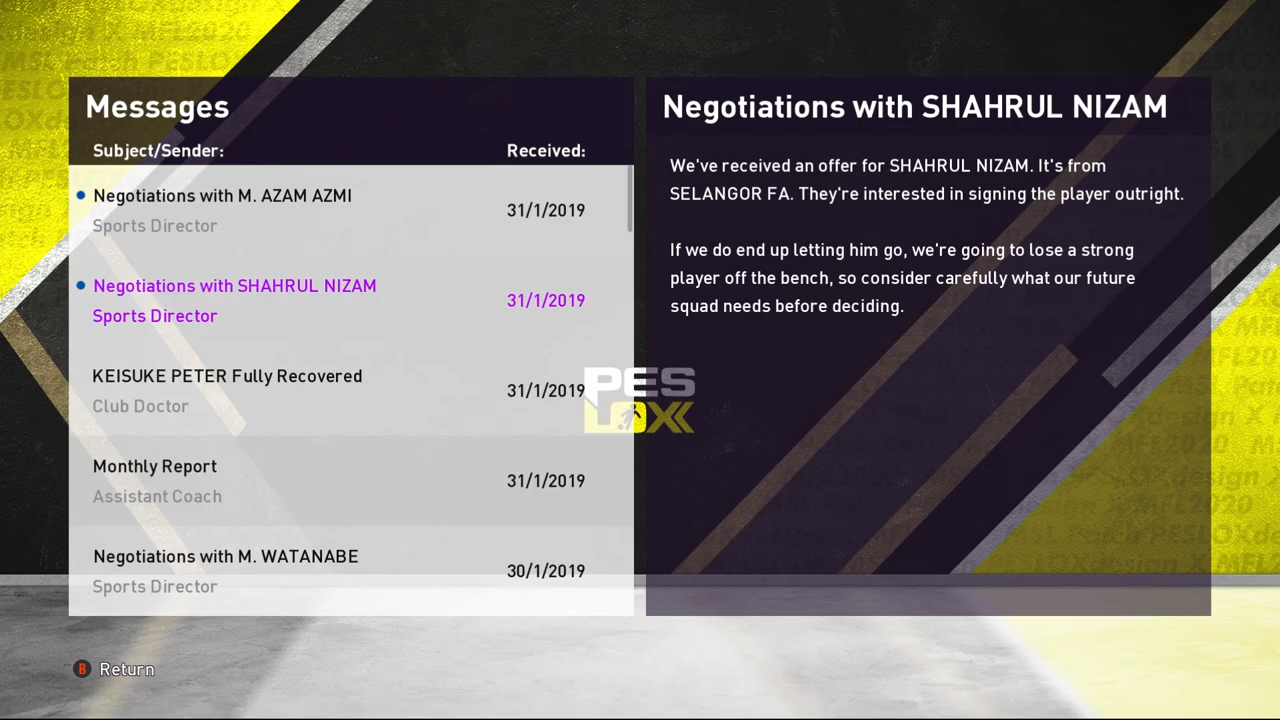 Messages
Subject/Sender:
Received:
Negotiations with M. AZAM AZMI
Sports Director
31/1/2019
Negotiations with SHAHRUL NIZAM
Sports Director
31/1/2019
KEISUKE PETER Fully Recovered
Club Doctor
31/1/2019
Monthly Report
Assistant Coach
31/1/2019
Negotiations with M. WATANABE
Sports Director
30/1/2019
Negotiations with SHAHRUL NIZAM
We've received an offer for SHAHRUL NIZAM. It's from
SELANGOR FA. They're interested in signing the player outright.
If we do end up letting him go, we're going to lose a strong
player off the bench, so consider carefully what our future
squad needs before deciding.
PES
LOX
B Return